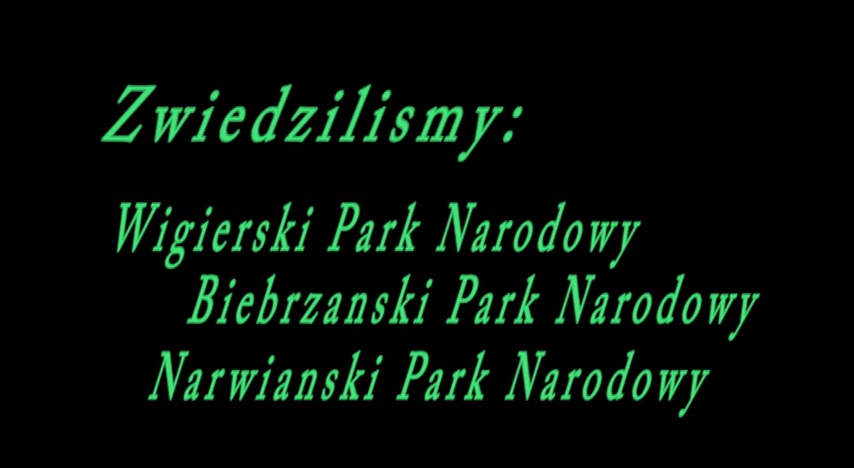 Zwiedzilismy:
Wigierski Park Narodowy
Biebrzanski Park Narodowy
Narwianski Park Narodowy